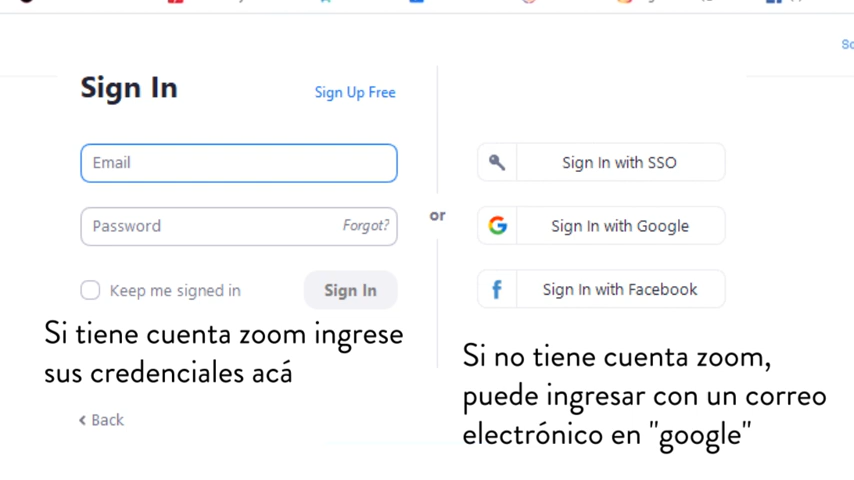 Sign In
Sign Up Free
Email
Password
Forgot?
Keep me signed in
Sign In
or
Sign In with SSO
Sign In with Google
Sign In with Facebook
Si tiene cuenta zoom ingrese
sus credenciales acá
Si no tiene cuenta zoom,
puede ingresar con un correo
electrónico en "google"
< Back